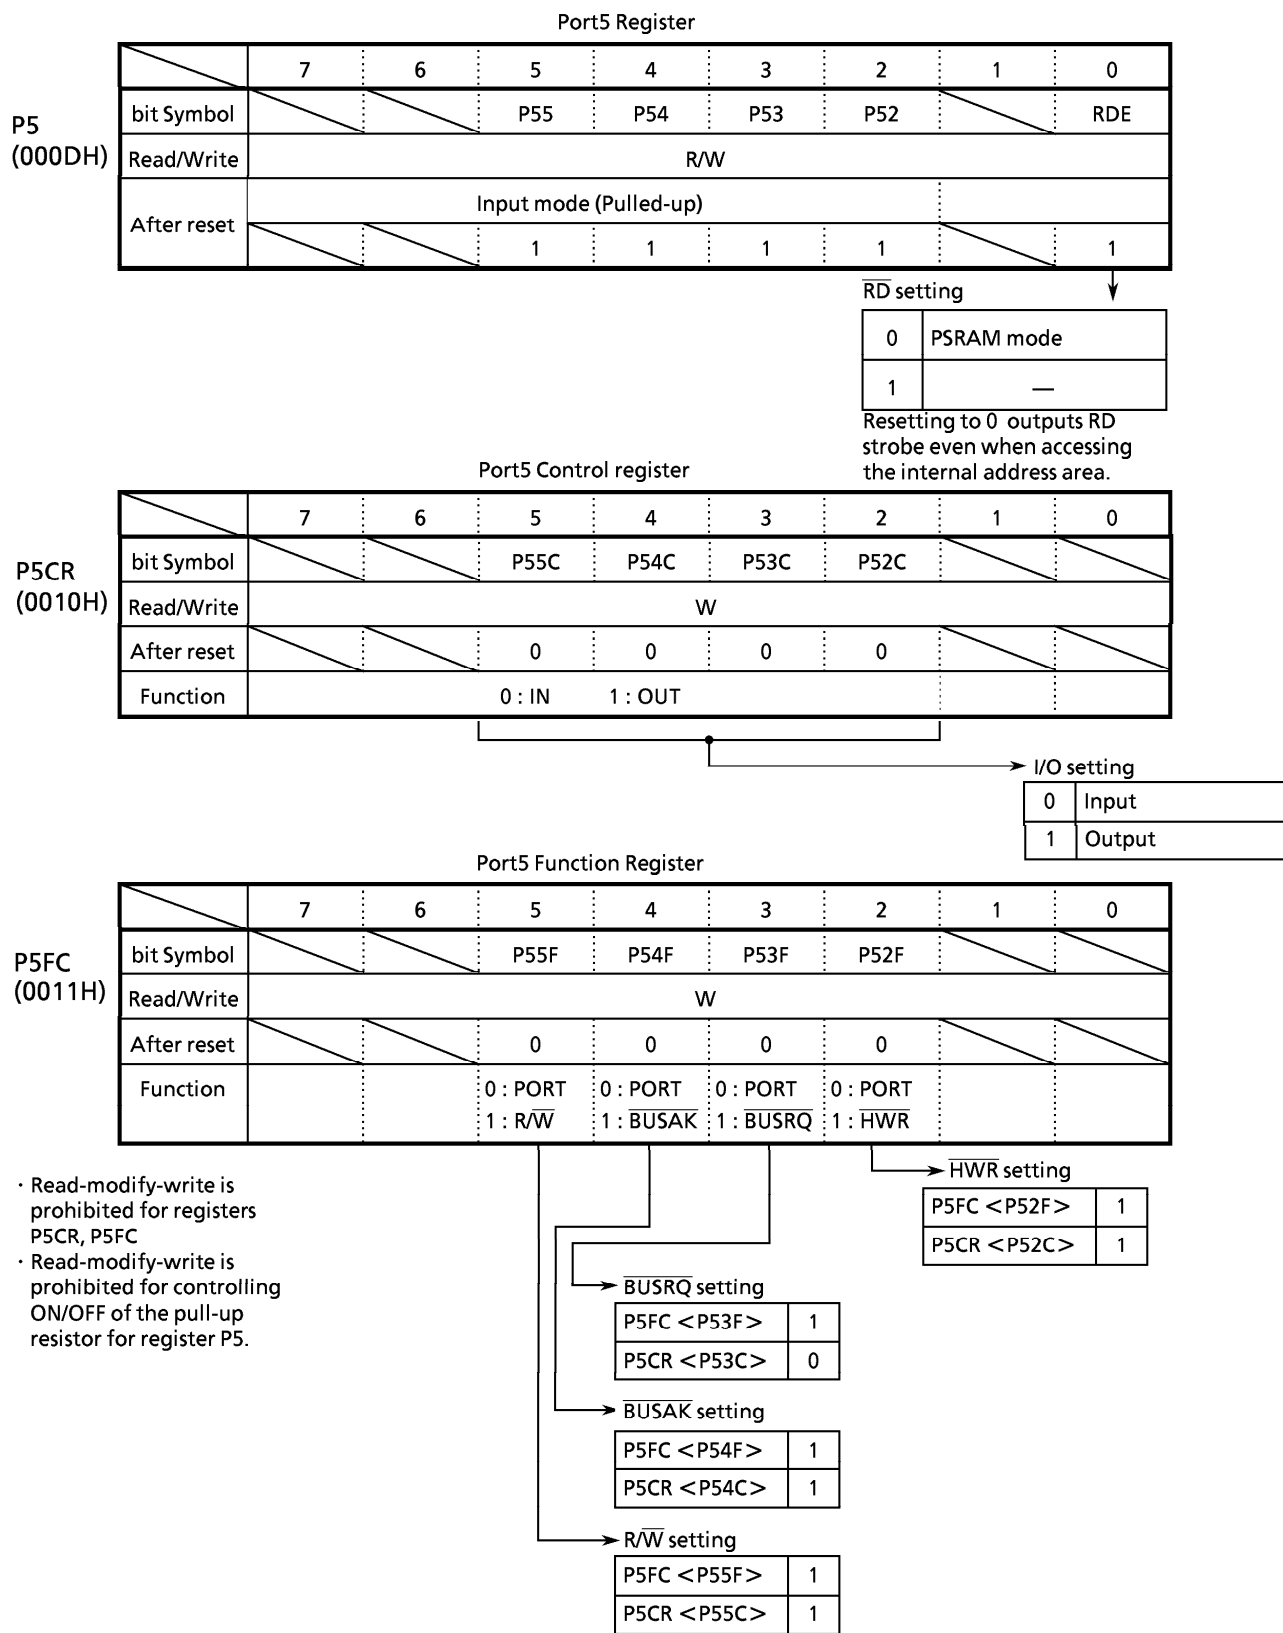 Port5 Register
7 6 5 4 3 2 1 0
P5
(000DH)
bit Symbol P55 P54 P53 P52 RDE
Read/Write R/W
After reset Input mode (Pulled-up)
1 1 1 1 1
R̅D̅ setting
0 PSRAM mode
1 —
Resetting to 0 outputs RD
strobe even when accessing
the internal address area.
Port5 Control register
7 6 5 4 3 2 1 0
P5CR
(0010H)
bit Symbol P55C P54C P53C P52C
Read/Write W
After reset 0 0 0 0
Function 0 : IN 1 : OUT
I/O setting
0 Input
1 Output
Port5 Function Register
7 6 5 4 3 2 1 0
P5FC
(0011H)
bit Symbol P55F P54F P53F P52F
Read/Write W
After reset 0 0 0 0
Function 0 : PORT 0 : PORT 0 : PORT 0 : PORT
1 : R/W̅ 1 : B̅U̅S̅A̅K̅ 1 : B̅U̅S̅R̅Q̅ 1 : H̅W̅R̅
· Read-modify-write is
prohibited for registers
P5CR, P5FC
· Read-modify-write is
prohibited for controlling
ON/OFF of the pull-up
resistor for register P5.
H̅W̅R̅ setting
P5FC <P52F> 1
P5CR <P52C> 1
B̅U̅S̅R̅Q̅ setting
P5FC <P53F> 1
P5CR <P53C> 0
B̅U̅S̅A̅K̅ setting
P5FC <P54F> 1
P5CR <P54C> 1
R/W̅ setting
P5FC <P55F> 1
P5CR <P55C> 1